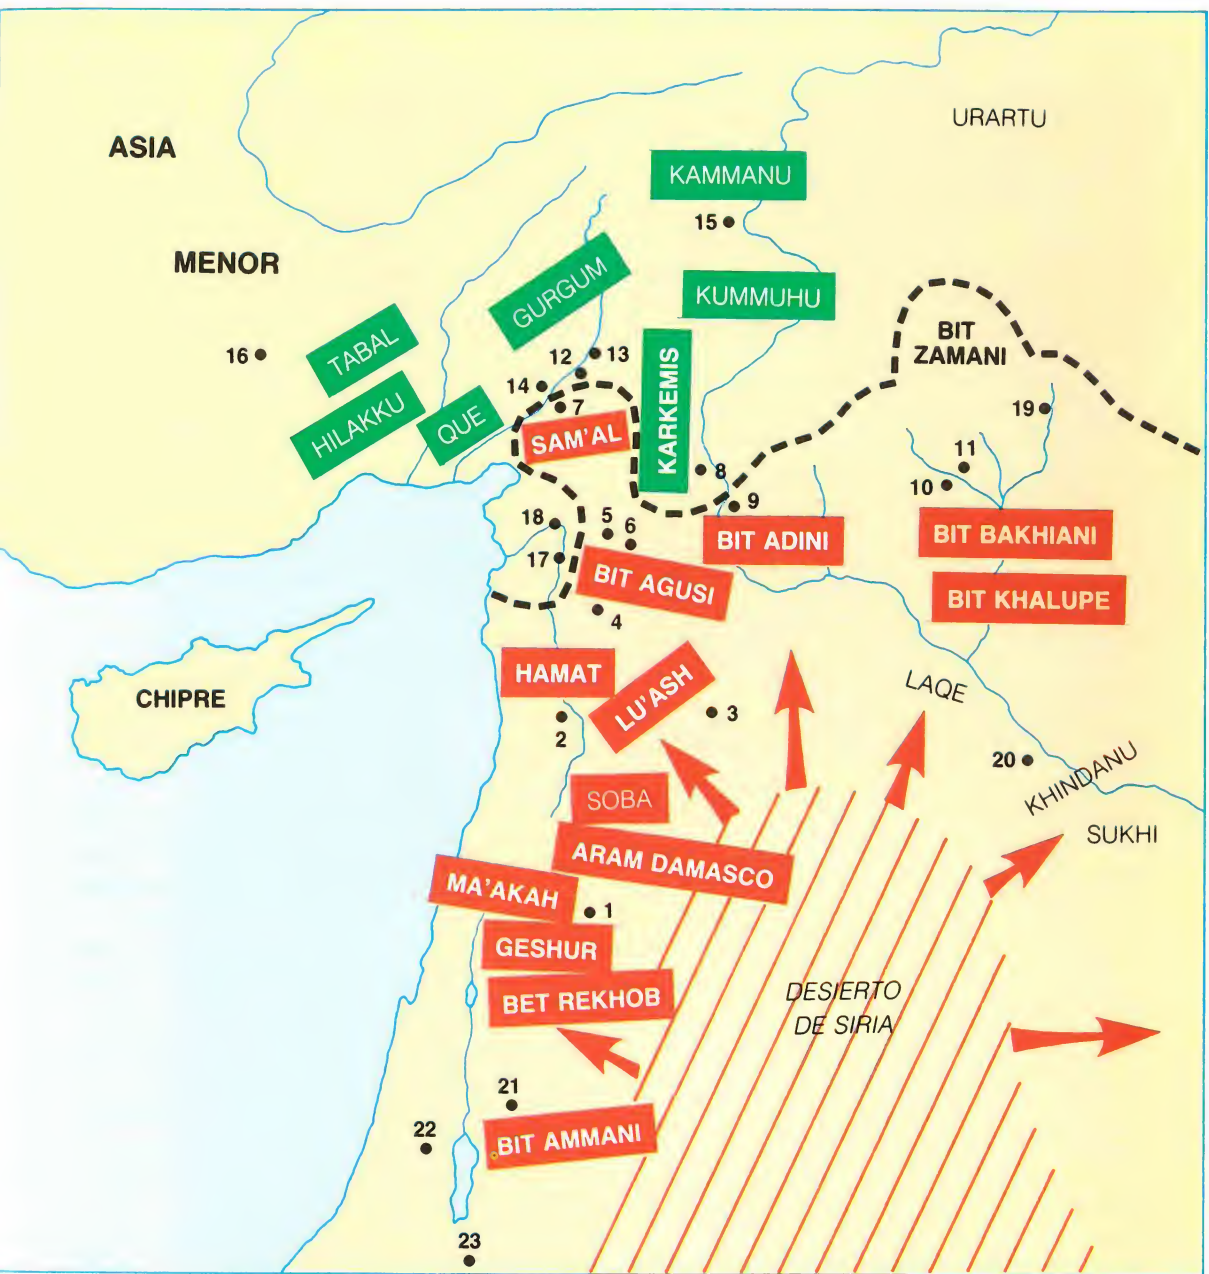 URARTU
ASIA
KAMMANU
15
MENOR
GURGUM
KUMMUHU
TABAL
16
BIT
ZAMANI
12
13
14
7
KARKEMIS
HILAKKU
QUE
SAM'AL
19
11
8
10
9
18
5
6
17
BIT ADINI
BIT BAKHIANI
BIT AGUSI
BIT KHALUPE
4
HAMAT
LU'ASH
LAQE
CHIPRE
3
2
20
KHINDANU
SOBA
SUKHI
ARAM DAMASCO
MA'AKAH
1
GESHUR
BET REKHOB
DESIERTO
DE SIRIA
21
22
BIT AMMANI
23